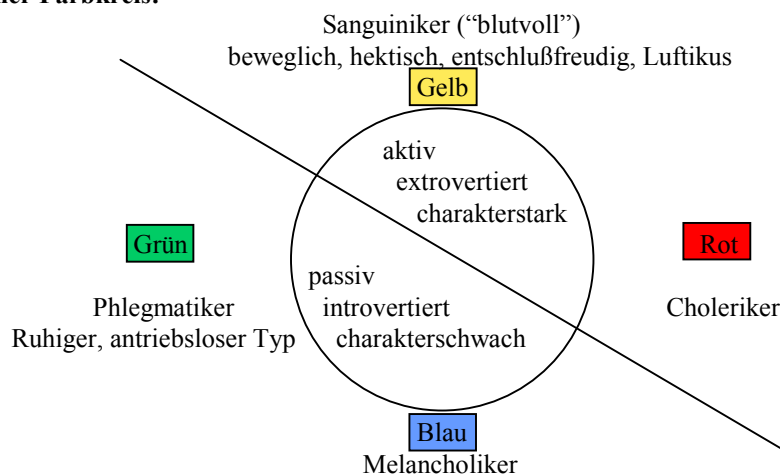 Farbkreis:
Sanguiniker (“blutvoll”)
beweglich, hektisch, entschlußfreudig, Luftikus
Gelb
aktiv
extrovertiert
charakterstark
Grün
Rot
passiv
Phlegmatiker
introvertiert
Choleriker
Ruhiger, antriebsloser Typ
charakterschwach
Blau
Melancholiker